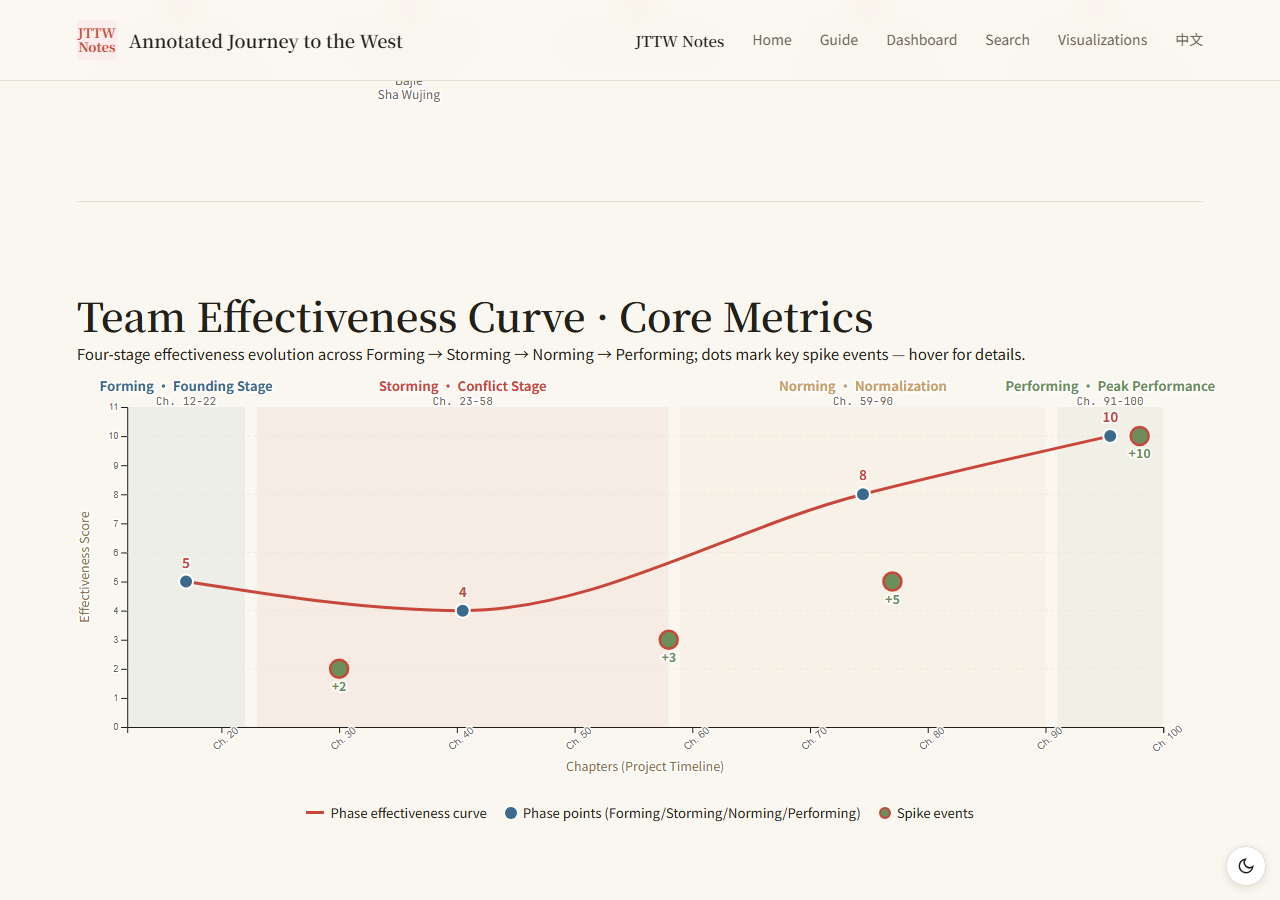 JTTW
Notes
Annotated Journey to the West
JTTW Notes
Home
Guide
Dashboard
Search
Visualizations
中文
Bajie
Sha Wujing
Team Effectiveness Curve · Core Metrics
Four-stage effectiveness evolution across Forming → Storming → Norming → Performing; dots mark key spike events — hover for details.
Forming • Founding Stage
Ch. 12-22
Storming • Conflict Stage
Ch. 23-58
Norming • Normalization
Ch. 59-90
Performing • Peak Performance
Ch. 91-100
11
10
9
8
7
6
5
4
3
2
1
0
Effectiveness Score
5
4
8
10
+2
+3
+5
+10
Ch. 20
Ch. 30
Ch. 40
Ch. 50
Ch. 60
Ch. 70
Ch. 80
Ch. 90
Ch. 100
Chapters (Project Timeline)
Phase effectiveness curve
Phase points (Forming/Storming/Norming/Performing)
Spike events